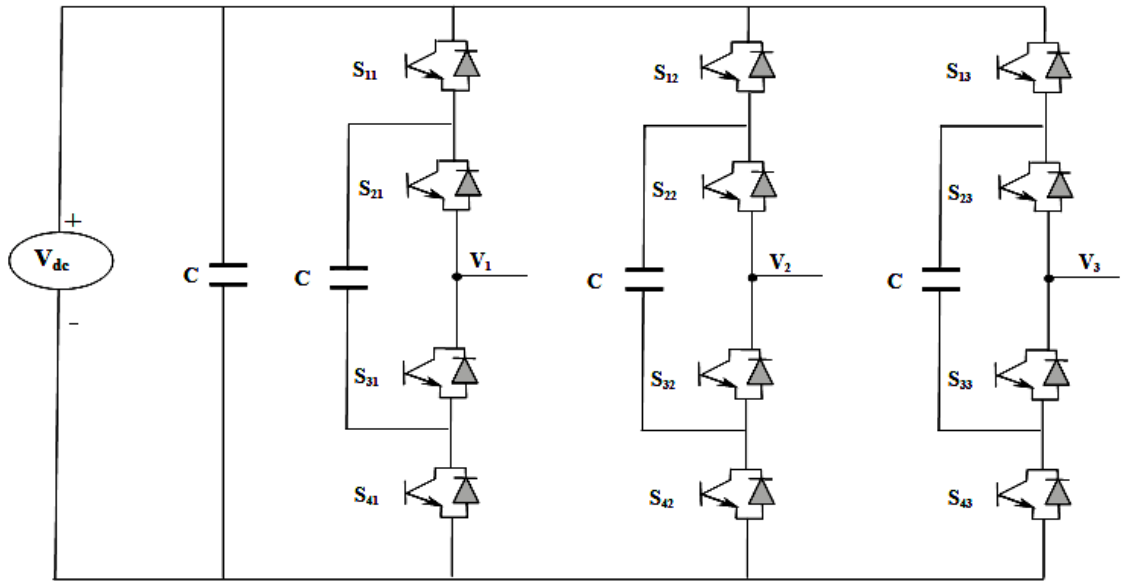 S11
S12
S13
S21
S22
S23
+
Vdc
-
C
C
V1
C
V2
C
V3
S31
S32
S33
S41
S42
S43